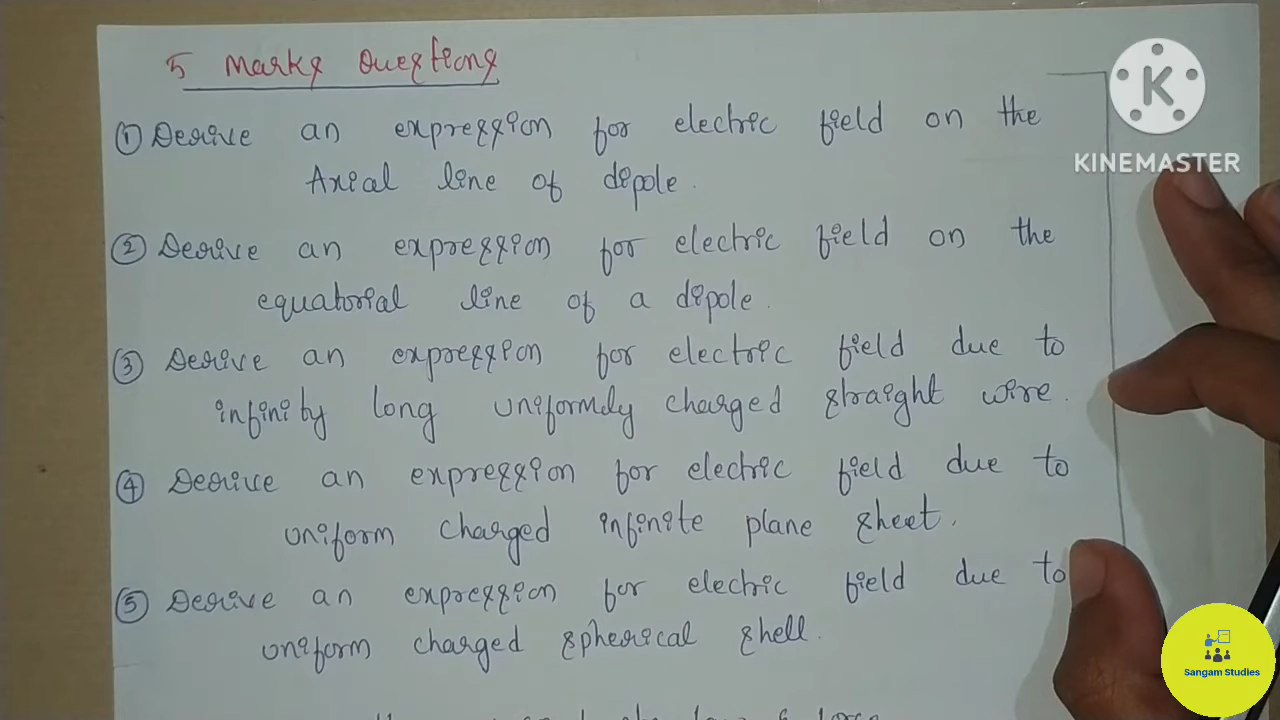 5 Marks Questions
① Derive an expression for electric field on the
Axial line of dipole.
② Derive an expression for electric field on the
equatorial line of a dipole.
③ Derive an expression for electric field due to
infinity long uniformly charged straight wire.
④ Derive an expression for electric field due to
uniform charged infinite plane sheet.
⑤ Derive an expression for electric field due to
uniform charged spherical shell.
K
KINEMASTER
Sangam Studies